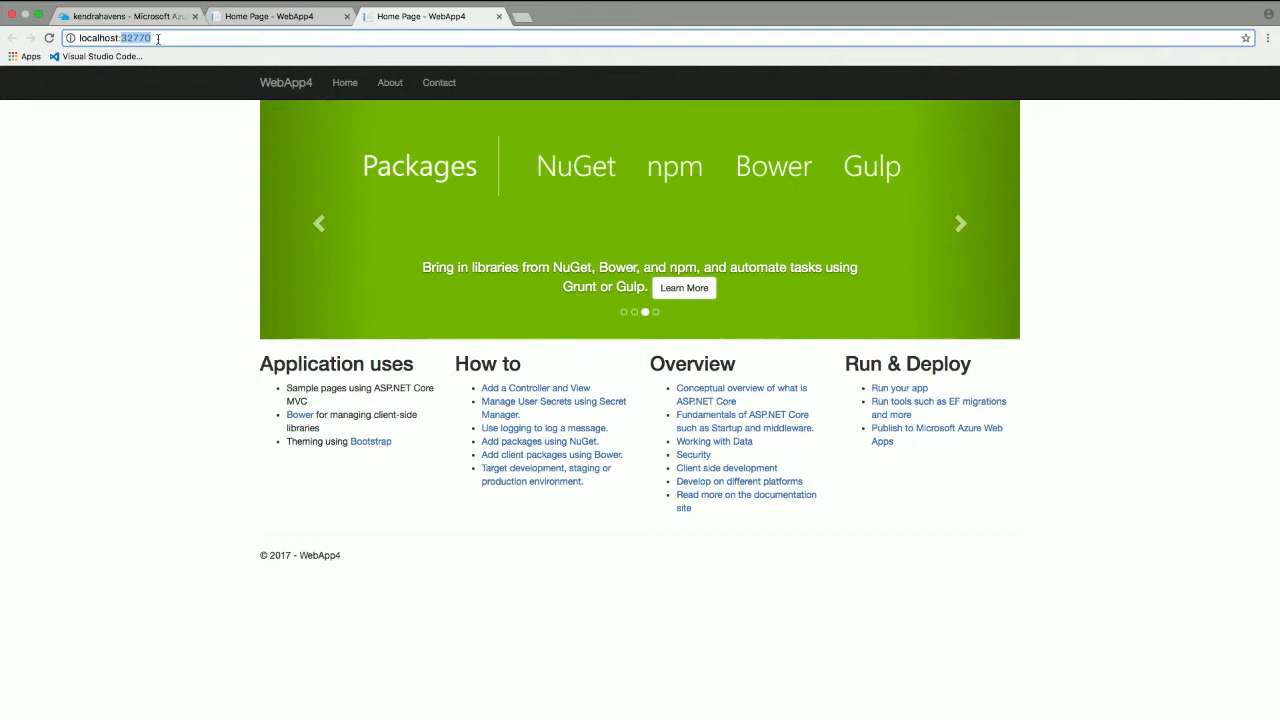 kendrahavens - Microsoft Azu
Home Page - WebApp4
Home Page - WebApp4
localhost:32770
Apps
Visual Studio Code...
WebApp4
Home
About
Contact
Packages
NuGet
npm
Bower
Gulp
Bring in libraries from NuGet, Bower, and npm, and automate tasks using
Grunt or Gulp.
Learn More
Application uses
Sample pages using ASP.NET Core
MVC
Bower for managing client-side
libraries
Theming using Bootstrap
How to
Add a Controller and View
Manage User Secrets using Secret
Manager.
Use logging to log a message.
Add packages using NuGet.
Add client packages using Bower.
Target development, staging or
production environment.
Overview
Conceptual overview of what is
ASP.NET Core
Fundamentals of ASP.NET Core
such as Startup and middleware.
Working with Data
Security
Client side development
Develop on different platforms
Read more on the documentation
site
Run & Deploy
Run your app
Run tools such as EF migrations
and more
Publish to Microsoft Azure Web
Apps
© 2017 - WebApp4